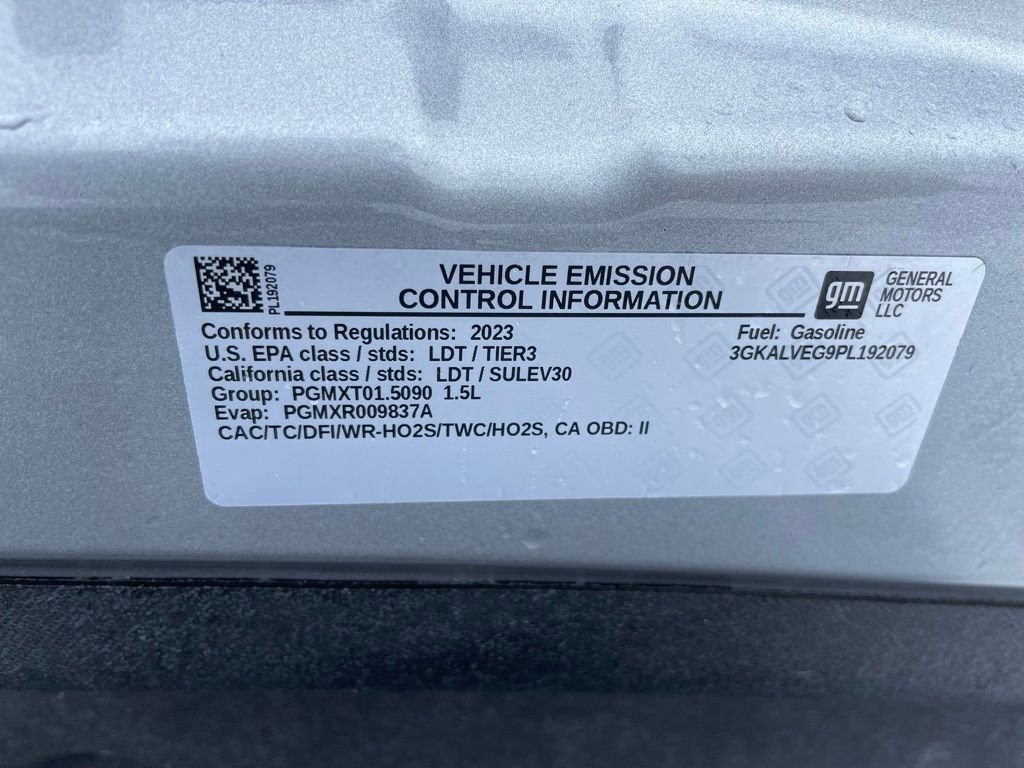 PL192079
VEHICLE EMISSION
CONTROL INFORMATION
gm
GENERAL
MOTORS
LLC
Conforms to Regulations: 2023
Fuel: Gasoline
U.S. EPA class / stds: LDT / TIER3
3GKALVEG9PL192079
California class / stds: LDT / SULEV30
Group: PGMXT01.5090 1.5L
Evap: PGMXR009837A
CAC/TC/DFI/WR-HO2S/TWC/HO2S, CA OBD: II